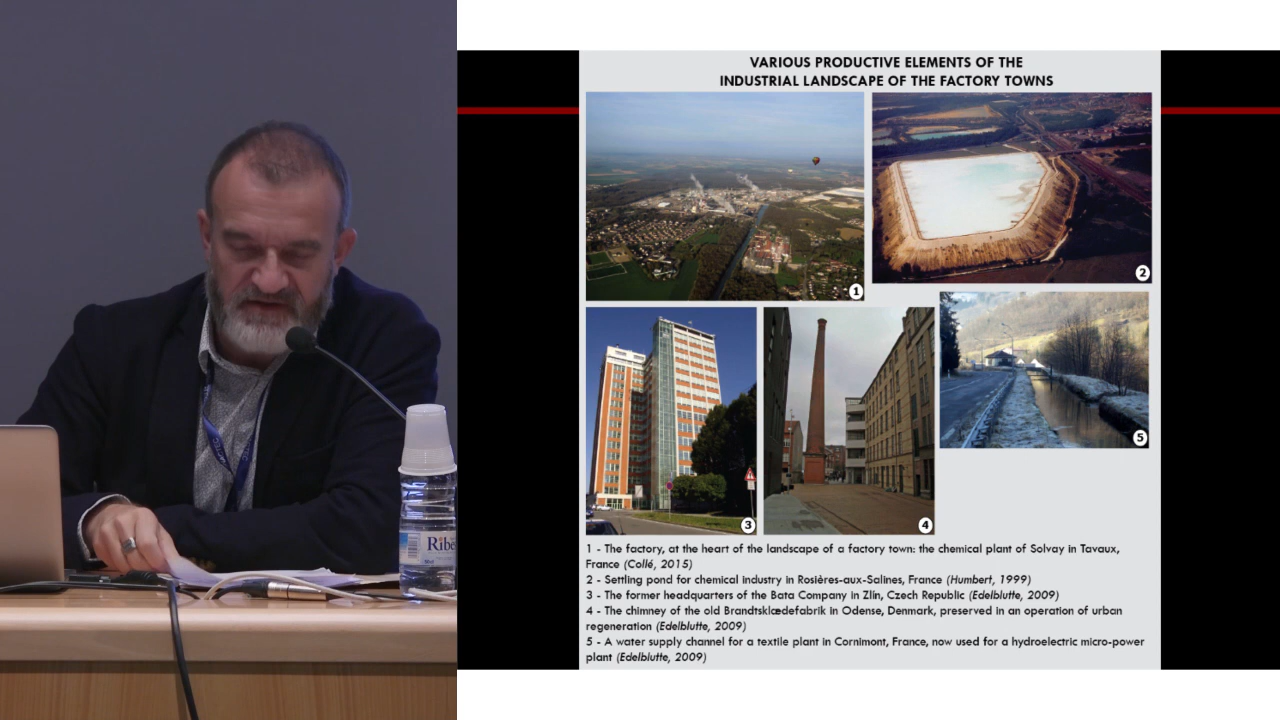 VARIOUS PRODUCTIVE ELEMENTS OF THE
INDUSTRIAL LANDSCAPE OF THE FACTORY TOWNS
1
2
3
4
5
1 - The factory, at the heart of the landscape of a factory town: the chemical plant of Solvay in Tavaux,
France (Collé, 2015)
2 - Settling pond for chemical industry in Rosières-aux-Salines, France (Humbert, 1999)
3 - The former headquarters of the Bata Company in Zlín, Czech Republic (Edelblutte, 2009)
4 - The chimney of the old Brandtsklædefabrik in Odense, Denmark, preserved in an operation of urban
regeneration (Edelblutte, 2009)
5 - A water supply channel for a textile plant in Cornimont, France, now used for a hydroelectric micro-power
plant (Edelblutte, 2009)